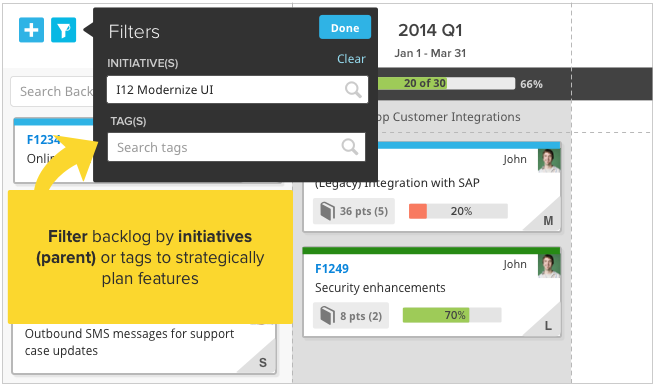 Filters
Done
INITIATIVE(S)
Clear
I12 Modernize UI
TAG(S)
Search tags
2014 Q1
Jan 1 - Mar 31
20 of 30
66%
Search Back
op Customer Integrations
F1234
Onlin
John
(Legacy) Integration with SAP
36 pts (5)
20%
M
Filter backlog by initiatives
(parent) or tags to strategically
plan features
F1249
John
Security enhancements
8 pts (2)
70%
L
Outbound SMS messages for support
case updates
S